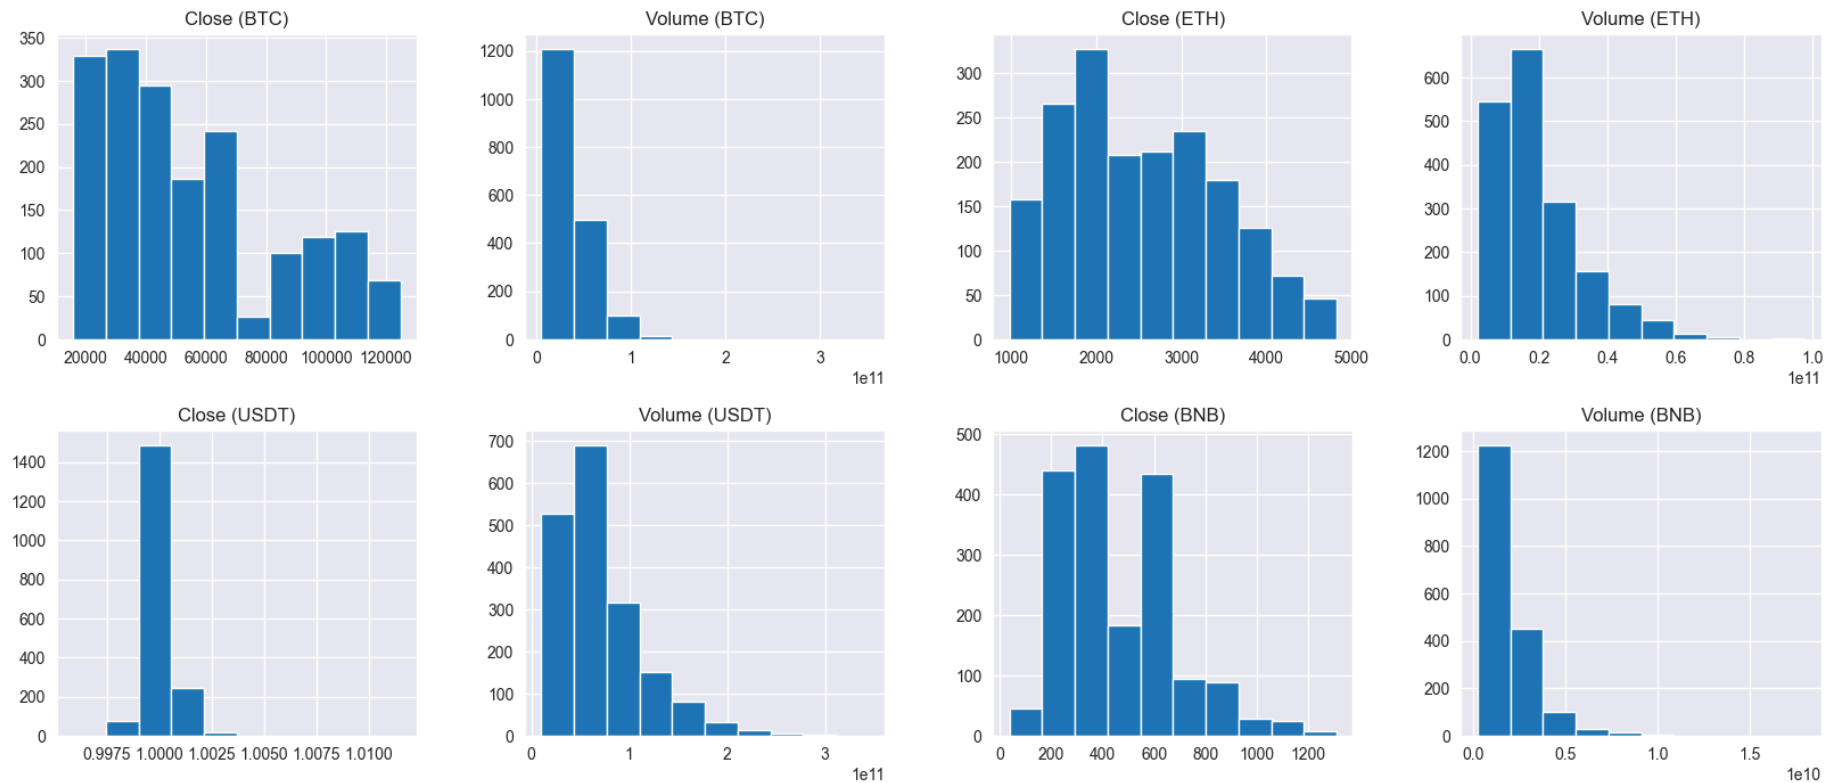 Close (BTC)
350
300
250
200
150
100
50
0
20000 40000 60000 80000 100000 120000
Volume (BTC)
1200
1000
800
600
400
200
0
0 1 2 3
1e11
Close (ETH)
300
250
200
150
100
50
0
1000 2000 3000 4000 5000
Volume (ETH)
600
500
400
300
200
100
0
0.0 0.2 0.4 0.6 0.8 1.0
1e11
Close (USDT)
1400
1200
1000
800
600
400
200
0
0.9975 1.0000 1.0025 1.0050 1.0075 1.0100
Volume (USDT)
700
600
500
400
300
200
100
0
0 1 2 3
1e11
Close (BNB)
500
400
300
200
100
0
0 200 400 600 800 1000 1200
Volume (BNB)
1200
1000
800
600
400
200
0
0.0 0.5 1.0 1.5
1e10